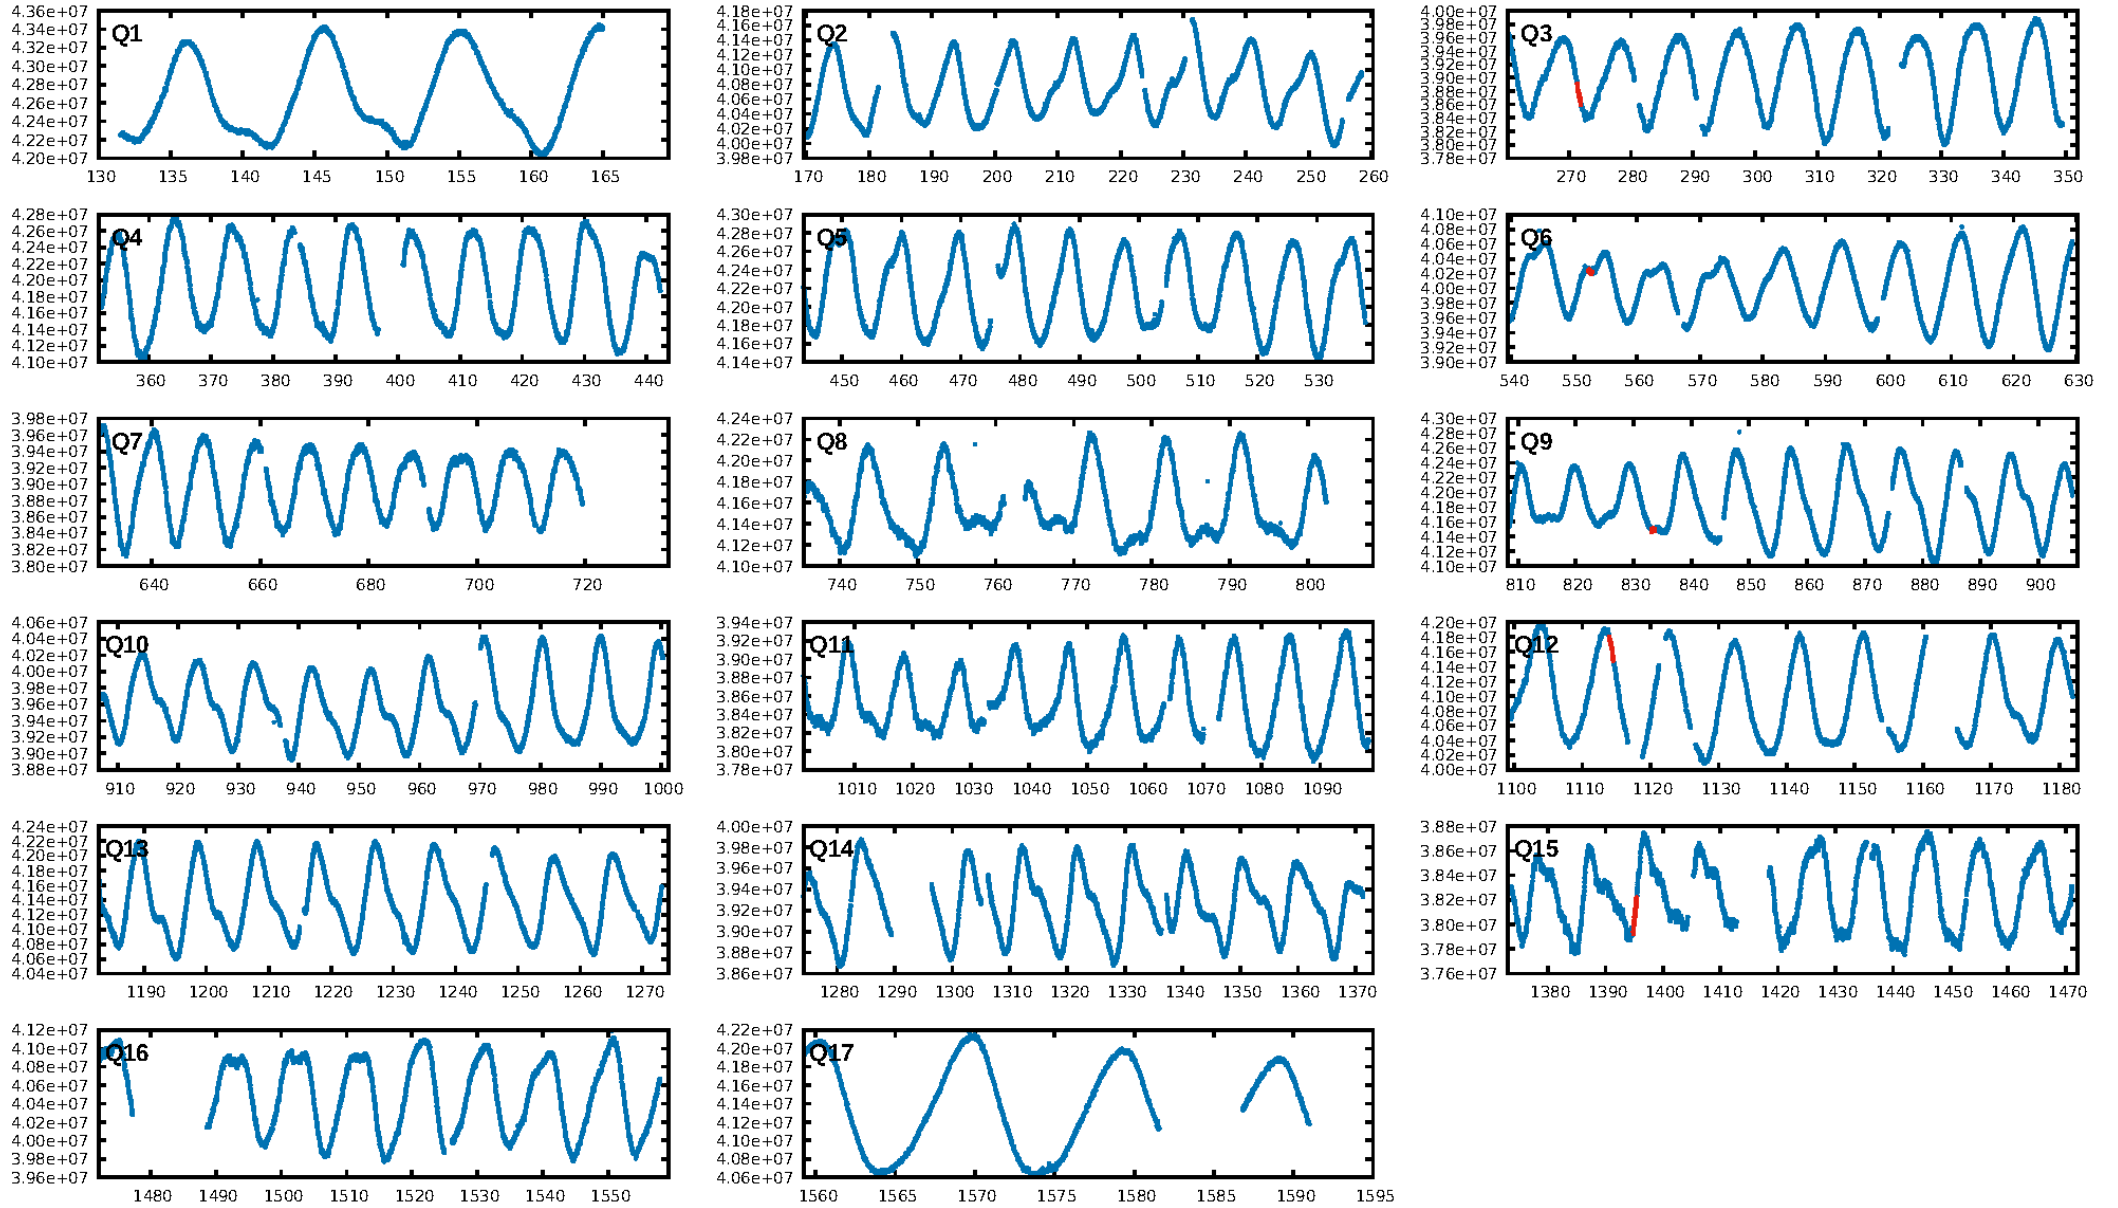 4.36e+07 4.34e+07 4.32e+07 4.30e+07 4.28e+07 4.26e+07 4.24e+07 4.22e+07 4.20e+07
Q1
130 135 140 145 150 155 160 165
4.18e+07 4.16e+07 4.14e+07 4.12e+07 4.10e+07 4.08e+07 4.06e+07 4.04e+07 4.02e+07 4.00e+07 3.98e+07
Q2
170 180 190 200 210 220 230 240 250 260
4.00e+07 3.98e+07 3.96e+07 3.94e+07 3.92e+07 3.90e+07 3.88e+07 3.86e+07 3.84e+07 3.82e+07 3.80e+07 3.78e+07
Q3
270 280 290 300 310 320 330 340 350
4.28e+07 4.26e+07 4.24e+07 4.22e+07 4.20e+07 4.18e+07 4.16e+07 4.14e+07 4.12e+07 4.10e+07
Q4
360 370 380 390 400 410 420 430 440
4.30e+07 4.28e+07 4.26e+07 4.24e+07 4.22e+07 4.20e+07 4.18e+07 4.16e+07 4.14e+07
Q5
450 460 470 480 490 500 510 520 530
4.10e+07 4.08e+07 4.06e+07 4.04e+07 4.02e+07 4.00e+07 3.98e+07 3.96e+07 3.94e+07 3.92e+07 3.90e+07
Q6
540 550 560 570 580 590 600 610 620 630
3.98e+07 3.96e+07 3.94e+07 3.92e+07 3.90e+07 3.88e+07 3.86e+07 3.84e+07 3.82e+07 3.80e+07
Q7
640 660 680 700 720
4.24e+07 4.22e+07 4.20e+07 4.18e+07 4.16e+07 4.14e+07 4.12e+07 4.10e+07
Q8
740 750 760 770 780 790 800
4.30e+07 4.28e+07 4.26e+07 4.24e+07 4.22e+07 4.20e+07 4.18e+07 4.16e+07 4.14e+07 4.12e+07 4.10e+07
Q9
810 820 830 840 850 860 870 880 890 900
4.06e+07 4.04e+07 4.02e+07 4.00e+07 3.98e+07 3.96e+07 3.94e+07 3.92e+07 3.90e+07 3.88e+07
Q10
910 920 930 940 950 960 970 980 990 1000
3.94e+07 3.92e+07 3.90e+07 3.88e+07 3.86e+07 3.84e+07 3.82e+07 3.80e+07 3.78e+07
Q11
1010 1020 1030 1040 1050 1060 1070 1080 1090
4.20e+07 4.18e+07 4.16e+07 4.14e+07 4.12e+07 4.10e+07 4.08e+07 4.06e+07 4.04e+07 4.02e+07 4.00e+07
Q12
1100 1110 1120 1130 1140 1150 1160 1170 1180
4.24e+07 4.22e+07 4.20e+07 4.18e+07 4.16e+07 4.14e+07 4.12e+07 4.10e+07 4.08e+07 4.06e+07 4.04e+07
Q13
1190 1200 1210 1220 1230 1240 1250 1260 1270
4.00e+07 3.98e+07 3.96e+07 3.94e+07 3.92e+07 3.90e+07 3.88e+07 3.86e+07
Q14
1280 1290 1300 1310 1320 1330 1340 1350 1360 1370
3.88e+07 3.86e+07 3.84e+07 3.82e+07 3.80e+07 3.78e+07 3.76e+07
Q15
1380 1390 1400 1410 1420 1430 1440 1450 1460 1470
4.12e+07 4.10e+07 4.08e+07 4.06e+07 4.04e+07 4.02e+07 4.00e+07 3.98e+07 3.96e+07
Q16
1480 1490 1500 1510 1520 1530 1540 1550
4.22e+07 4.20e+07 4.18e+07 4.16e+07 4.14e+07 4.12e+07 4.10e+07 4.08e+07 4.06e+07
Q17
1560 1565 1570 1575 1580 1585 1590 1595